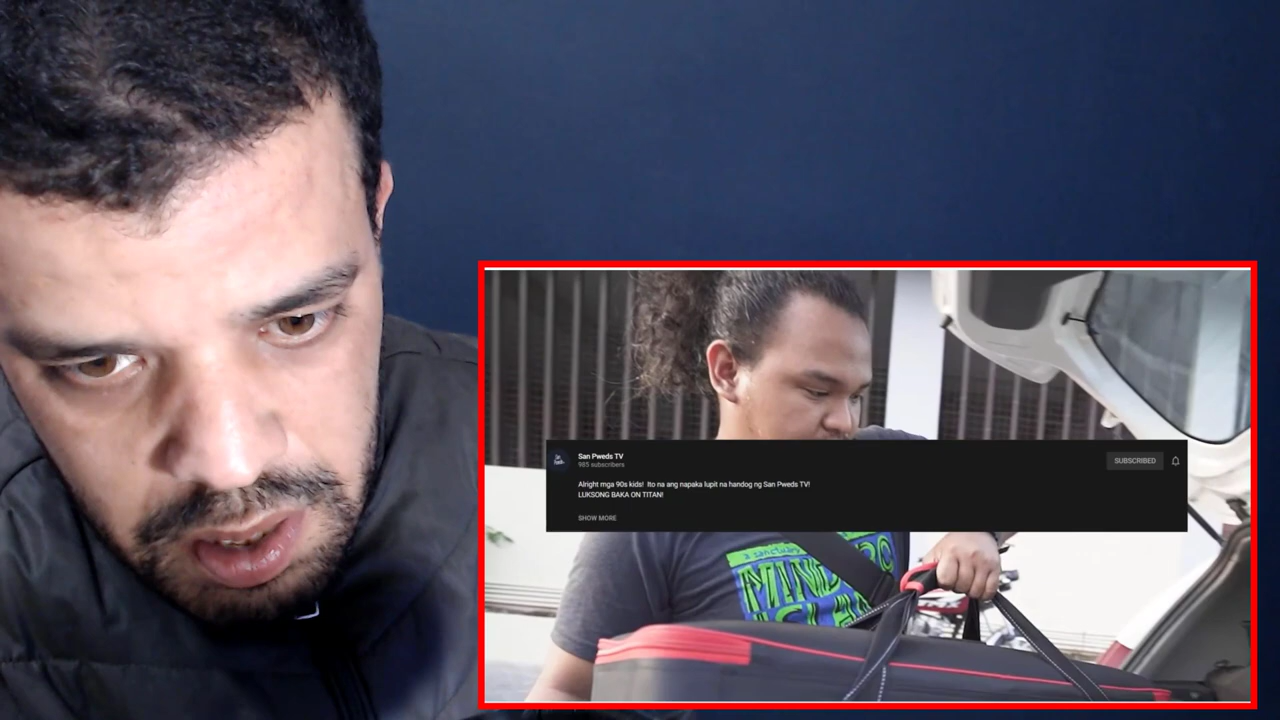 San Pweds TV
985 subscribers
SUBSCRIBED
Alright mga 90s kids! Ito na ang napaka lupit na handog ng San Pweds TV!
LUKSONG BAKA ON TITAN!
SHOW MORE
a sanctuary